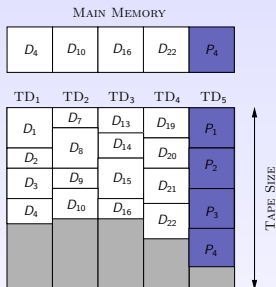 MAIN MEMORY
D4 D10 D16 D22 P4
TD1 TD2 TD3 TD4 TD5
D1 D7 D13 D19 P1
D2 D8 D14 D20 P2
D3 D9 D15 D21 P3
D4 D10 D16 D22 P4
TAPE SIZE